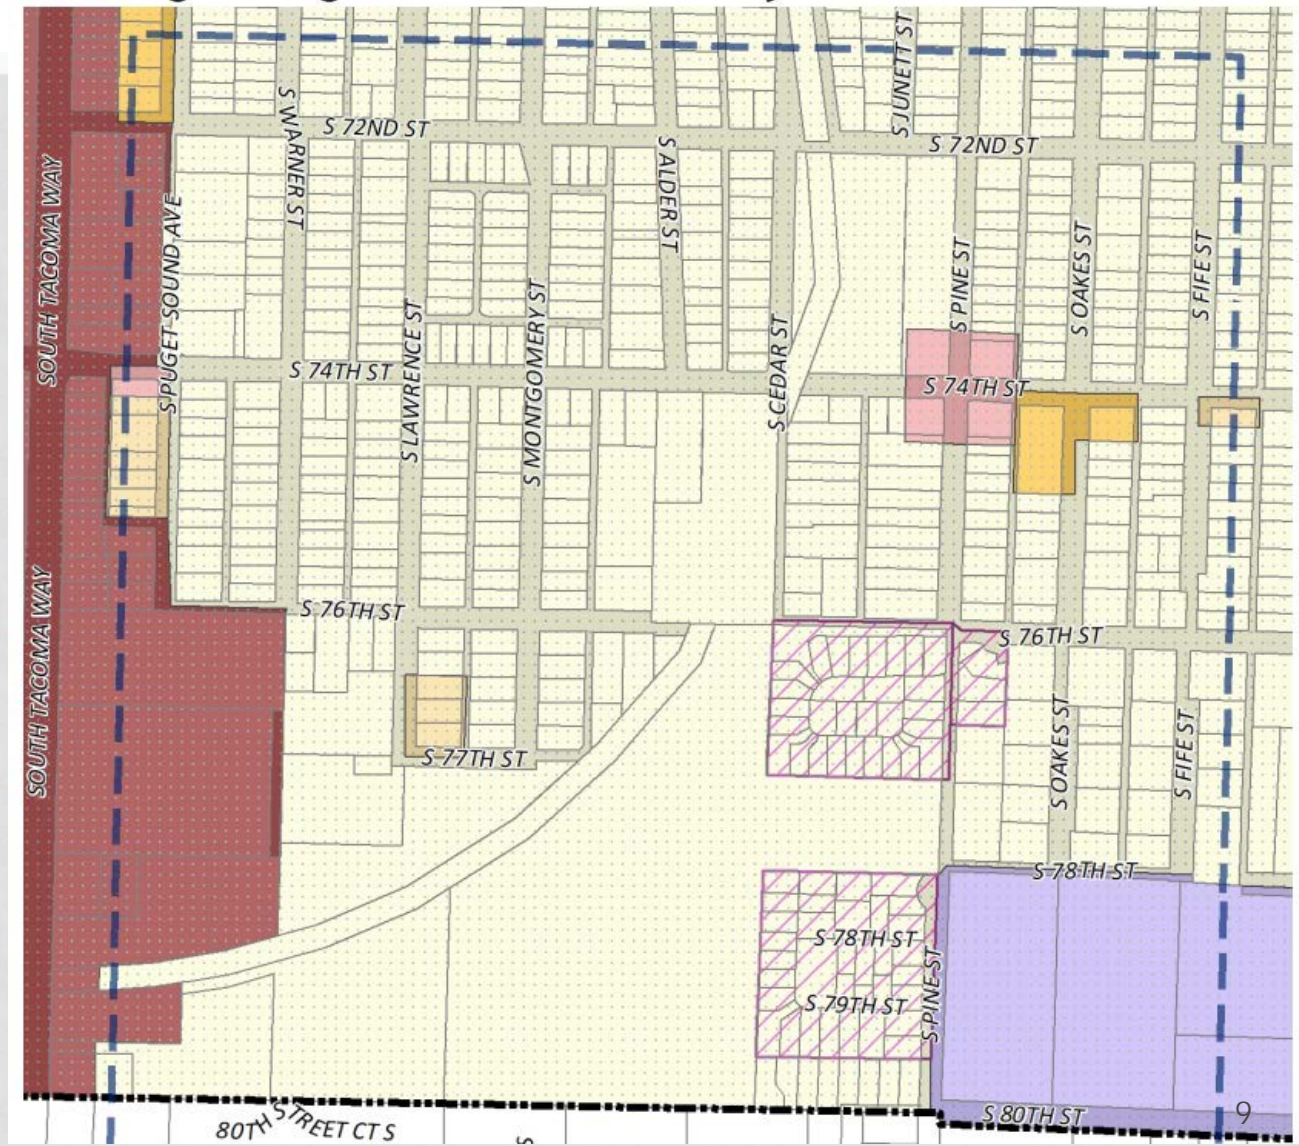 S JUNETT ST
S WARNER ST
S 72ND ST
S 72ND ST
S ALDER ST
SOUTH TACOMA WAY
S PUGET SOUND AVE
S PINE ST
S OAKES ST
S FIFE ST
S LAWRENCE ST
S MONTGOMERY ST
S CEDAR ST
S 74TH ST
S 74TH ST
S 76TH ST
S 76TH ST
SOUTH TACOMA WAY
S OAKES ST
S FIFE ST
S 77TH ST
S 78TH ST
S 78TH ST
S PINE ST
S 79TH ST
80TH STREET CT S
S
S 80TH ST
9